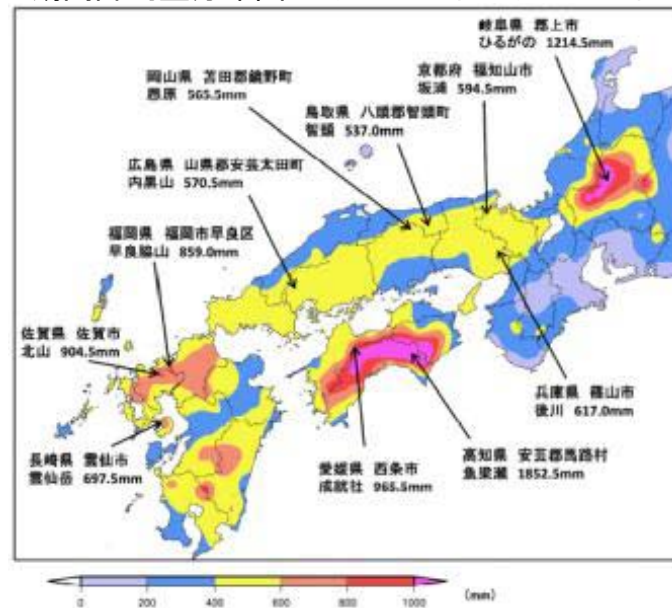 岐阜県 郡上市
ひるがの 1214.5mm
岡山県 苫田郡鏡野町
恩原 565.5mm
京都府 福知山市
坂浦 594.5mm
鳥取県 八頭郡智頭町
智頭 537.0mm
広島県 山県郡安芸太田町
内黒山 570.5mm
福岡県 福岡市早良区
早良脇山 859.0mm
佐賀県 佐賀市
北山 904.5mm
兵庫県 篠山市
後川 617.0mm
長崎県 雲仙市
雲仙岳 697.5mm
愛媛県 西条市
成就社 965.5mm
高知県 安芸郡馬路村
魚梁瀬 1852.5mm
0 200 400 600 800 1000 (mm)